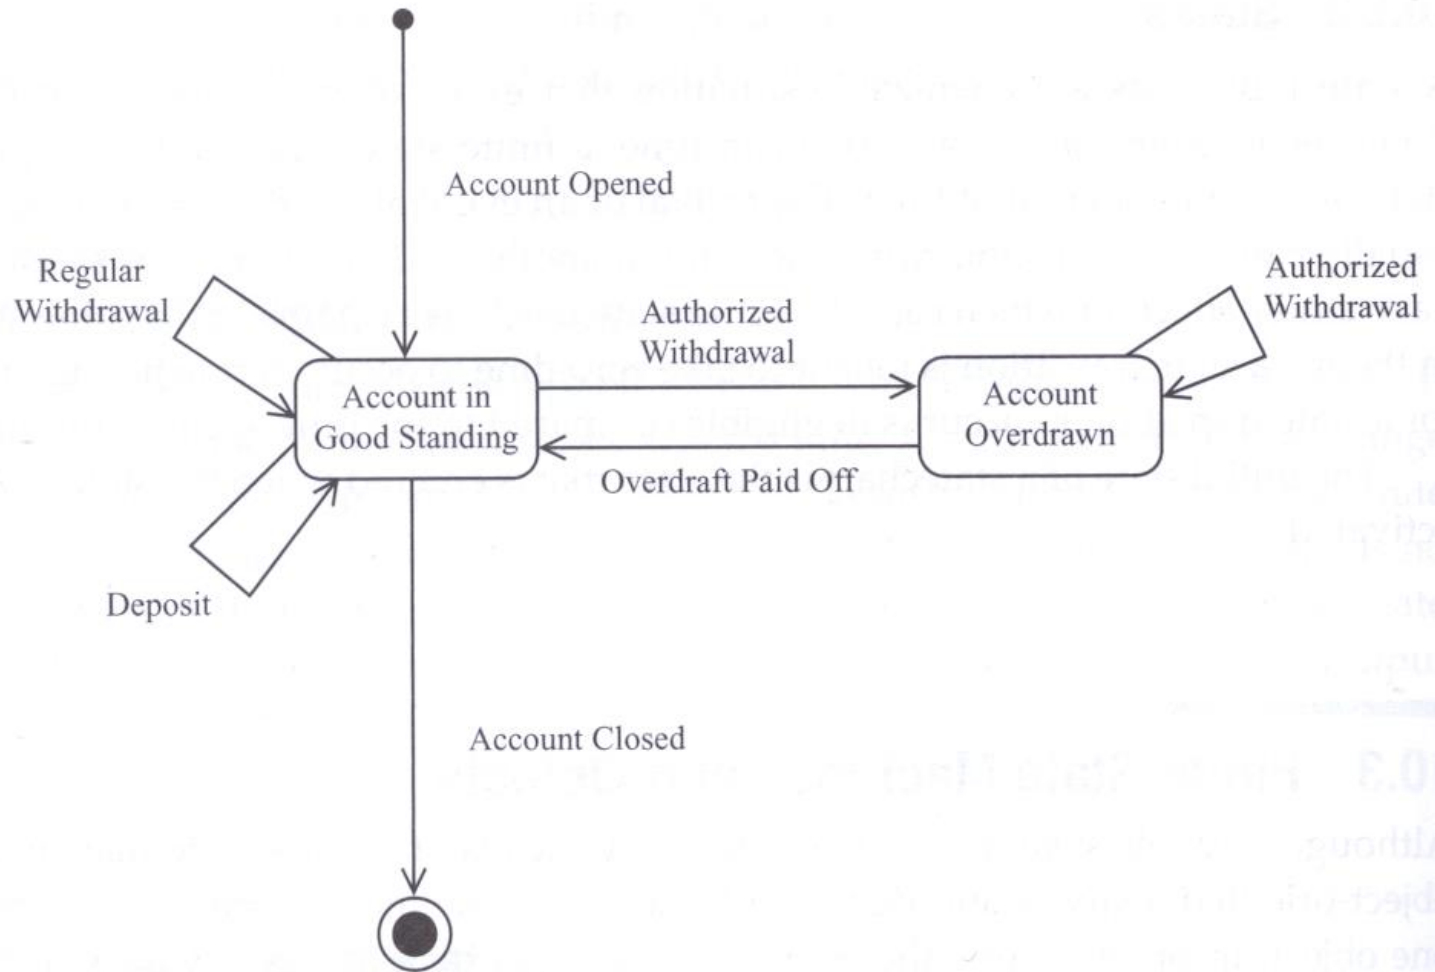 Account Opened
Regular
Withdrawal
Authorized
Withdrawal
Authorized
Withdrawal
Account in
Good Standing
Account
Overdrawn
Overdraft Paid Off
Deposit
Account Closed